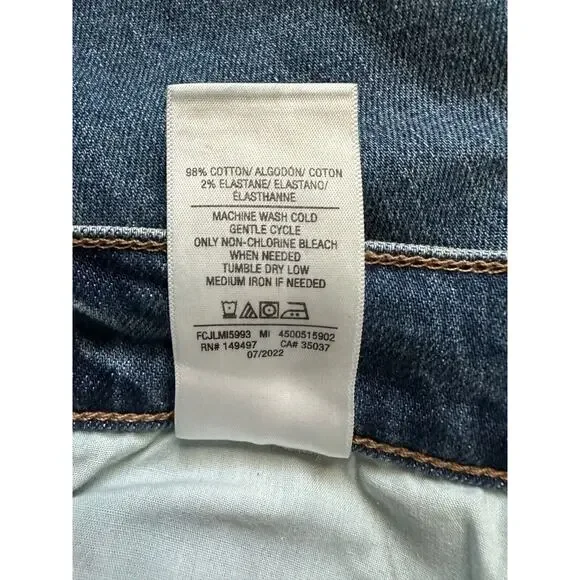 98% COTTON/ ALGODÓN/ COTON
2% ELASTANE/ ELASTANO/
ÉLASTHANNE
MACHINE WASH COLD
GENTLE CYCLE
ONLY NON-CHLORINE BLEACH
WHEN NEEDED
TUMBLE DRY LOW
MEDIUM IRON IF NEEDED
FCJLMI5993 MI 4500515902
RN# 149497 CA# 35037
07/2022